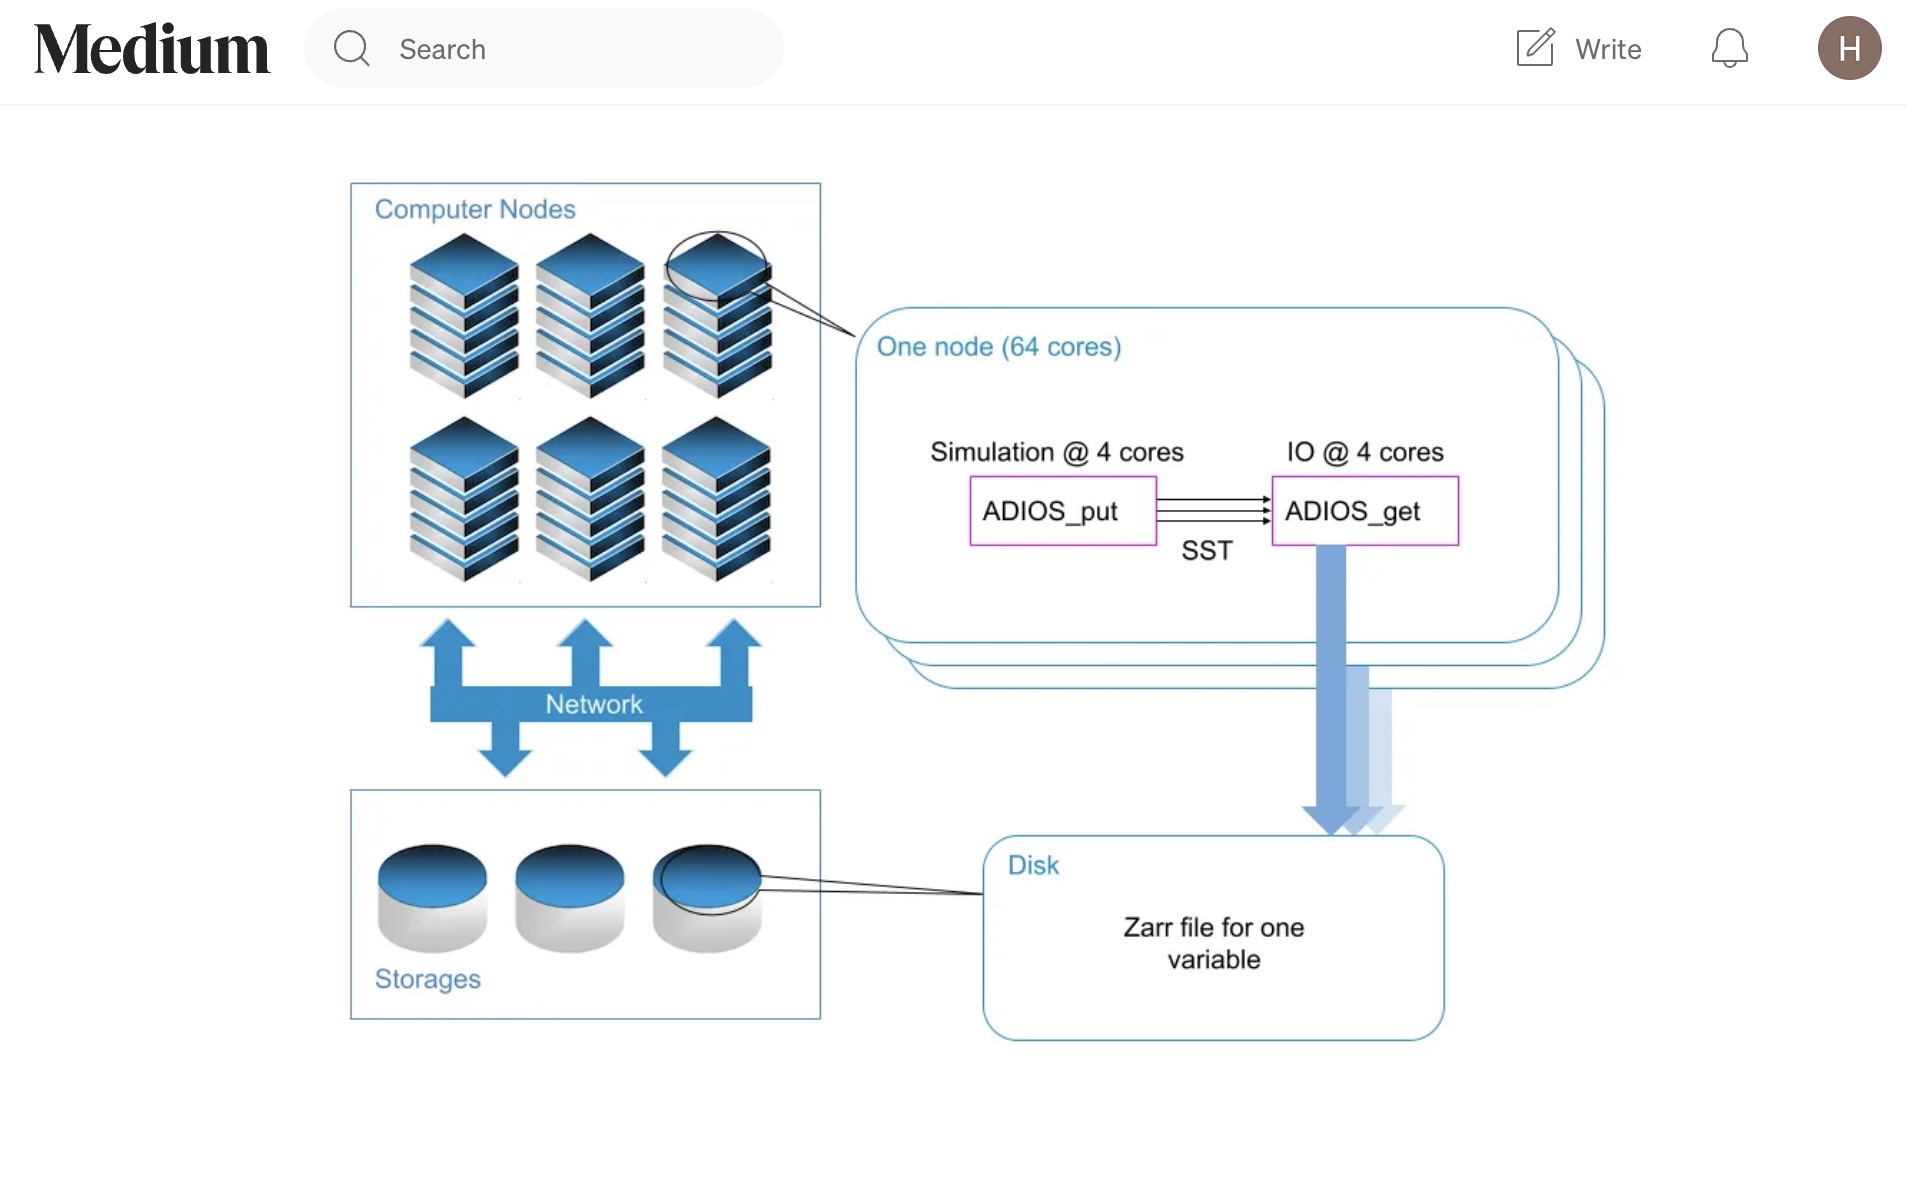 Medium
Search
Write
H
Computer Nodes
One node (64 cores)
Simulation @ 4 cores
IO @ 4 cores
ADIOS_put
ADIOS_get
SST
Network
Storages
Disk
Zarr file for one
variable